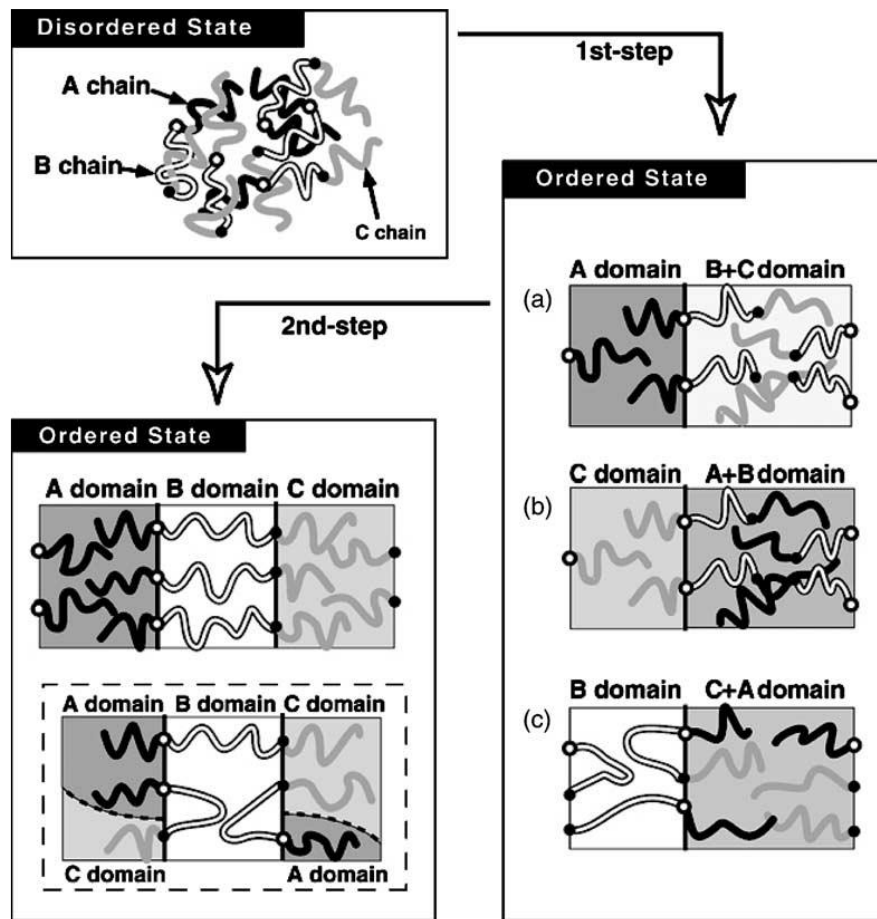 Disordered State
A chain
B chain
C chain
1st-step
Ordered State
A domain B+C domain
(a)
C domain A+B domain
(b)
B domain C+A domain
(c)
2nd-step
Ordered State
A domain B domain C domain
A domain B domain C domain
C domain A domain